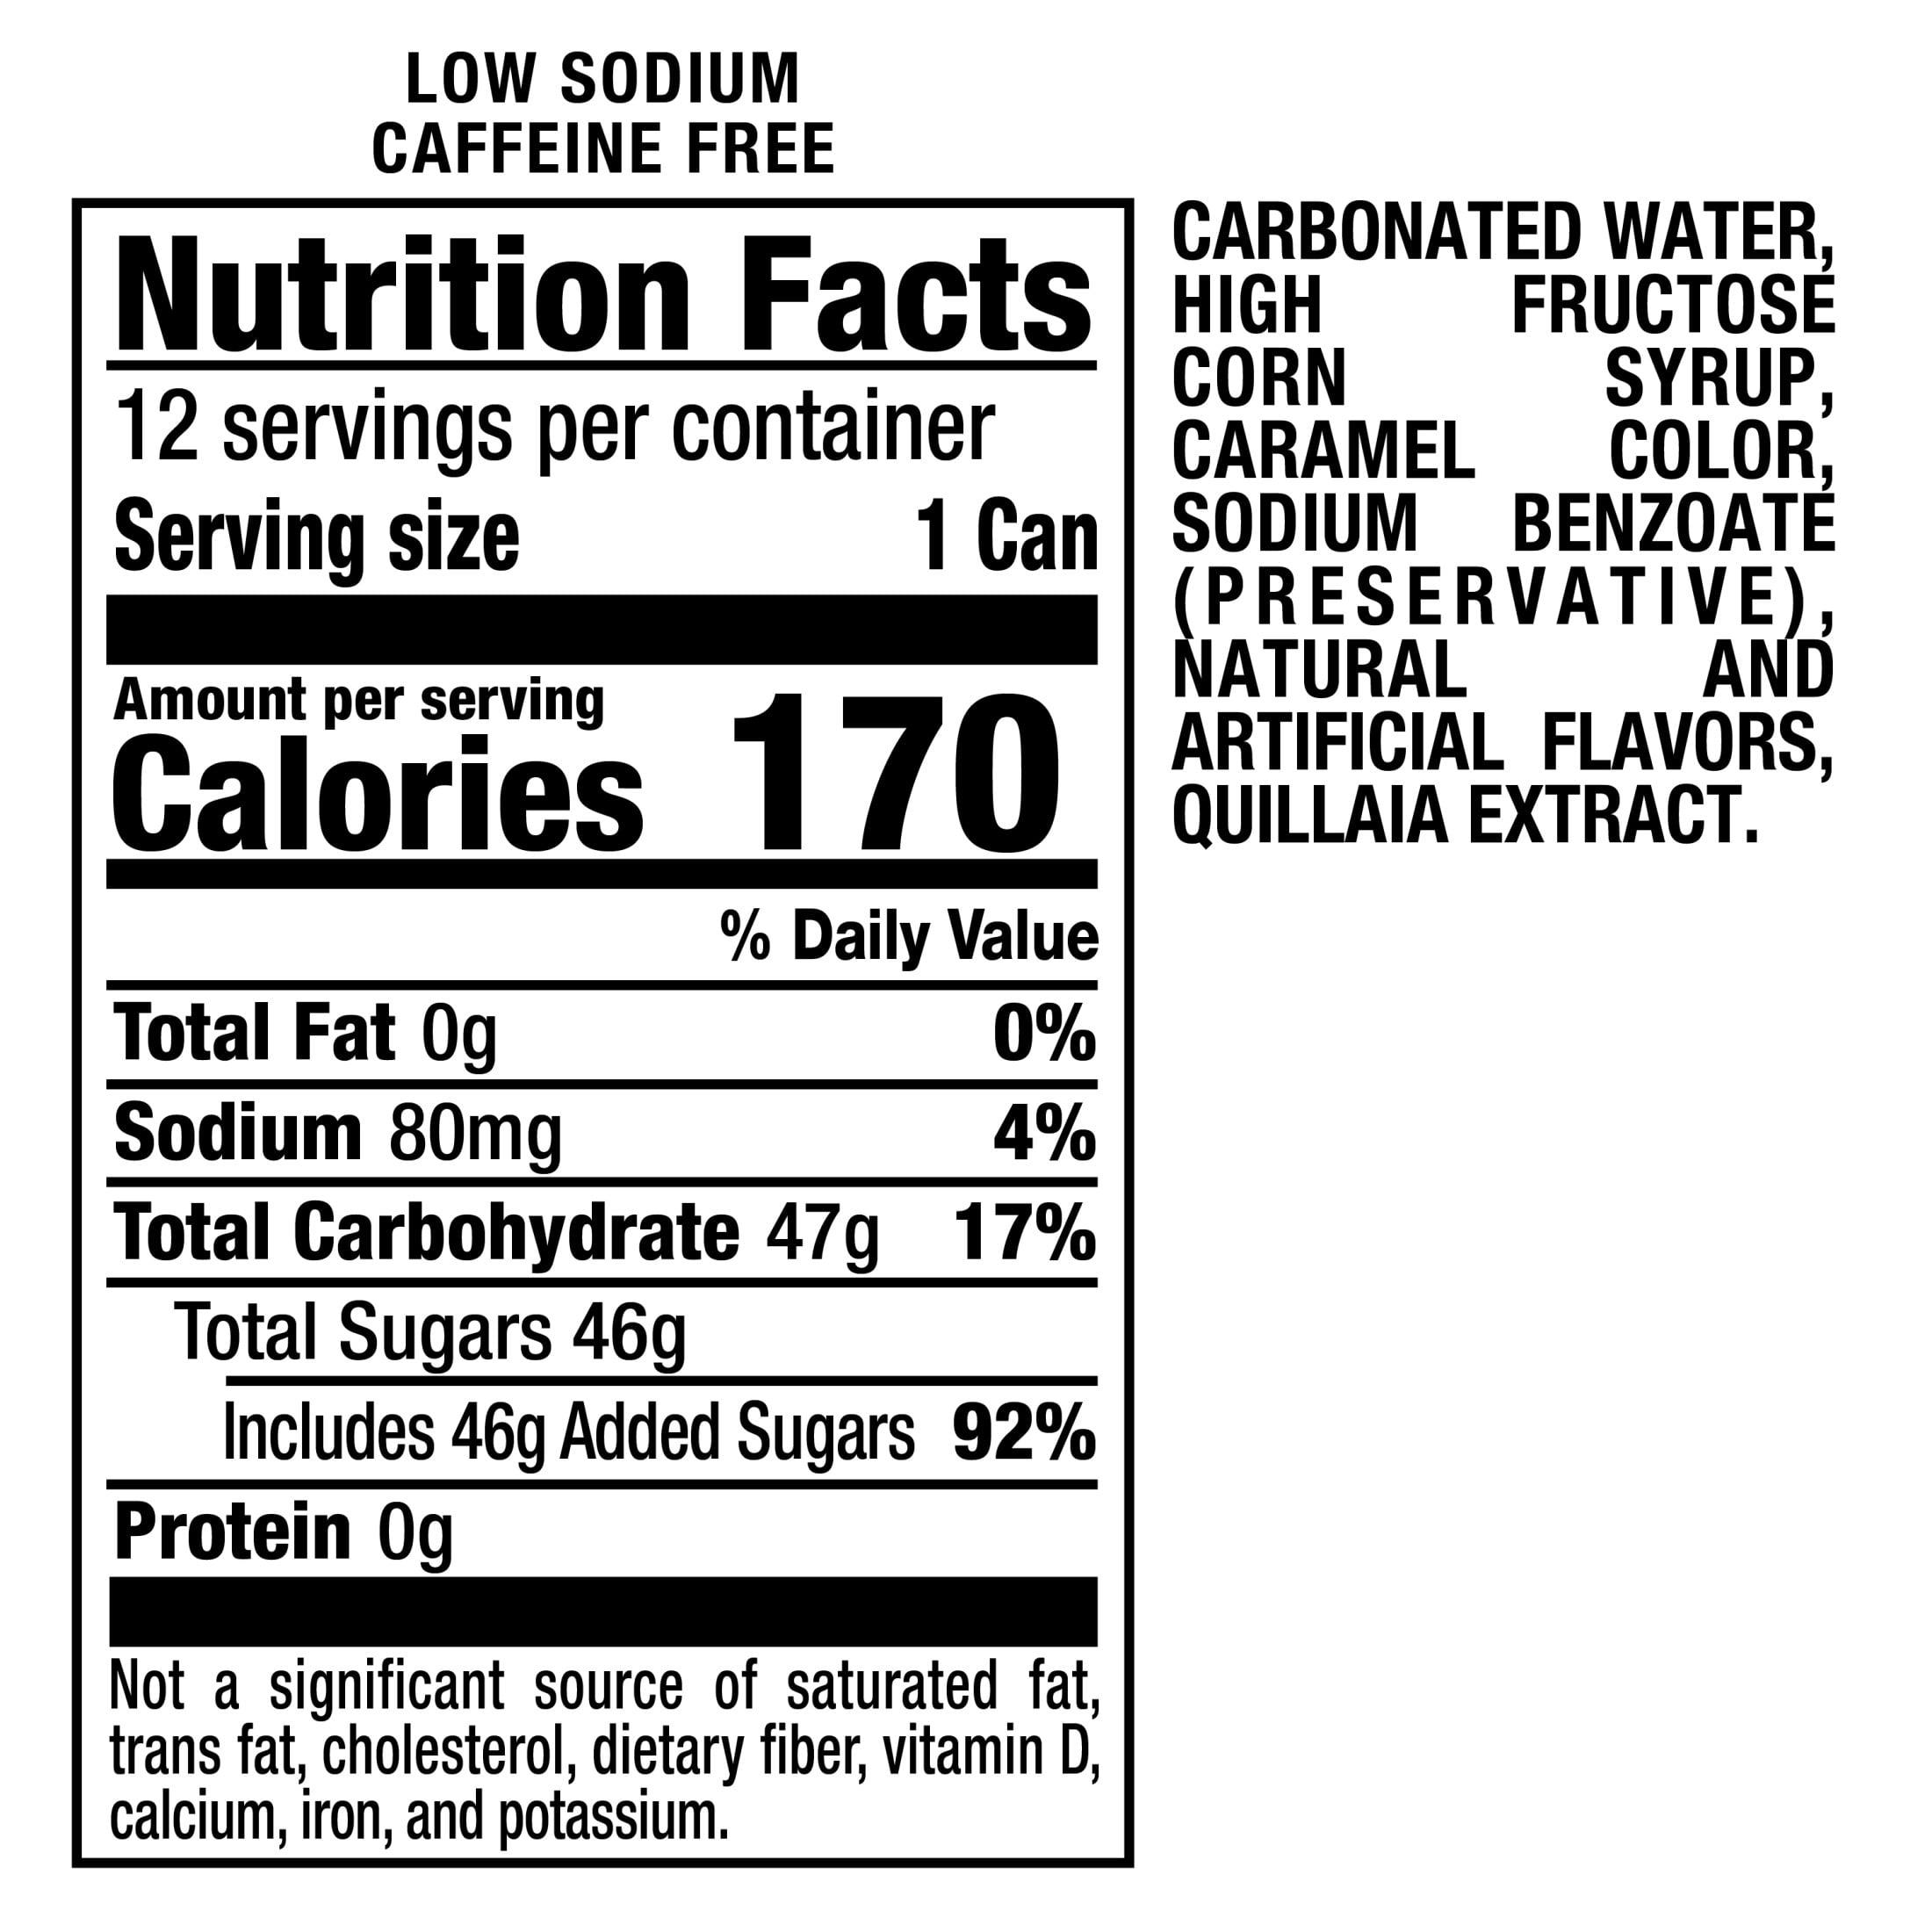 LOW SODIUM
CAFFEINE FREE
Nutrition Facts
12 servings per container
Serving size 1 Can
Amount per serving
Calories 170
% Daily Value
Total Fat 0g 0%
Sodium 80mg 4%
Total Carbohydrate 47g 17%
Total Sugars 46g
Includes 46g Added Sugars 92%
Protein 0g
Not a significant source of saturated fat,
trans fat, cholesterol, dietary fiber, vitamin D,
calcium, iron, and potassium.
CARBONATED WATER,
HIGH FRUCTOSE
CORN SYRUP,
CARAMEL COLOR,
SODIUM BENZOATE
(PRESERVATIVE),
NATURAL AND
ARTIFICIAL FLAVORS,
QUILLAIA EXTRACT.